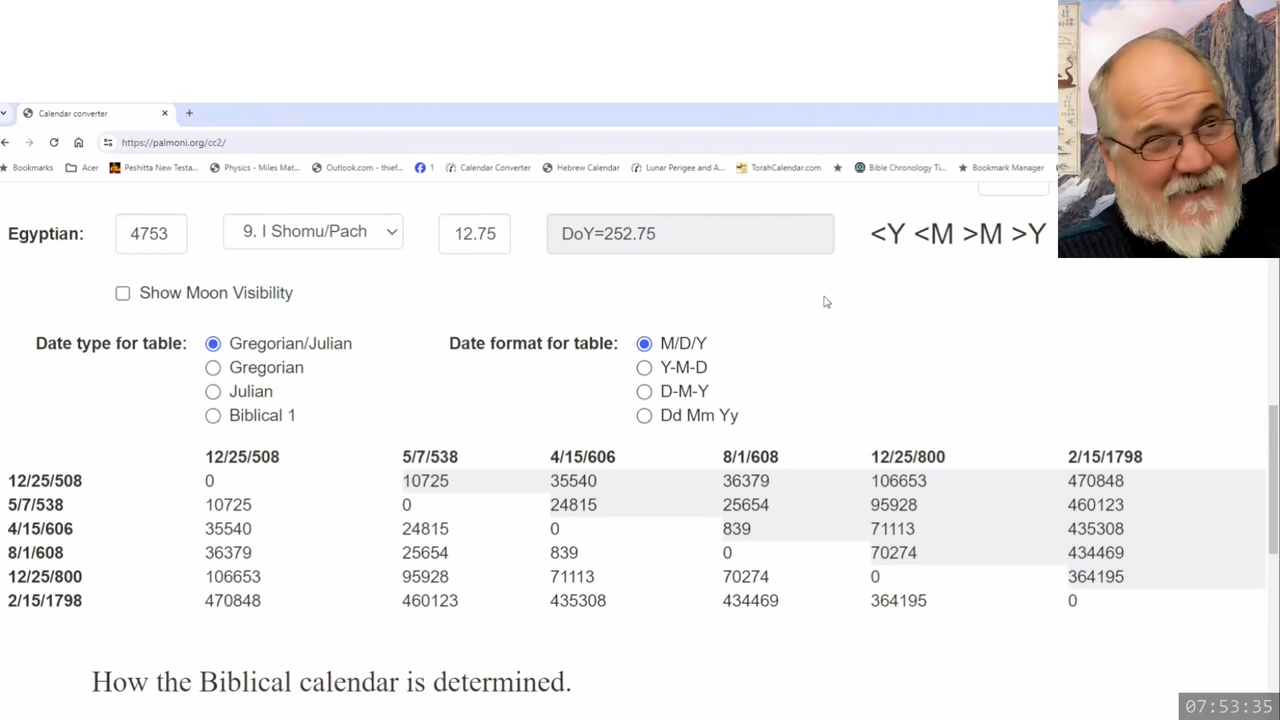 Calendar converter
https://palmoni.org/cc2/
Bookmarks Acer Peshitta New Testa... Physics - Miles Mat... Outlook.com - thief... 1 Calendar Converter Hebrew Calendar Lunar Perigee and A... TorahCalendar.com Bible Chronology Ti... Bookmark Manager
Egyptian: 4753 9. I Shomu/Pach 12.75 DoY=252.75 <Y <M >M >Y
Show Moon Visibility
Date type for table: Gregorian/Julian Date format for table: M/D/Y
Gregorian Y-M-D
Julian D-M-Y
Biblical 1 Dd Mm Yy
12/25/508 5/7/538 4/15/606 8/1/608 12/25/800 2/15/1798
12/25/508 0 10725 35540 36379 106653 470848
5/7/538 10725 0 24815 25654 95928 460123
4/15/606 35540 24815 0 839 71113 435308
8/1/608 36379 25654 839 0 70274 434469
12/25/800 106653 95928 71113 70274 0 364195
2/15/1798 470848 460123 435308 434469 364195 0
How the Biblical calendar is determined.
07:53:35